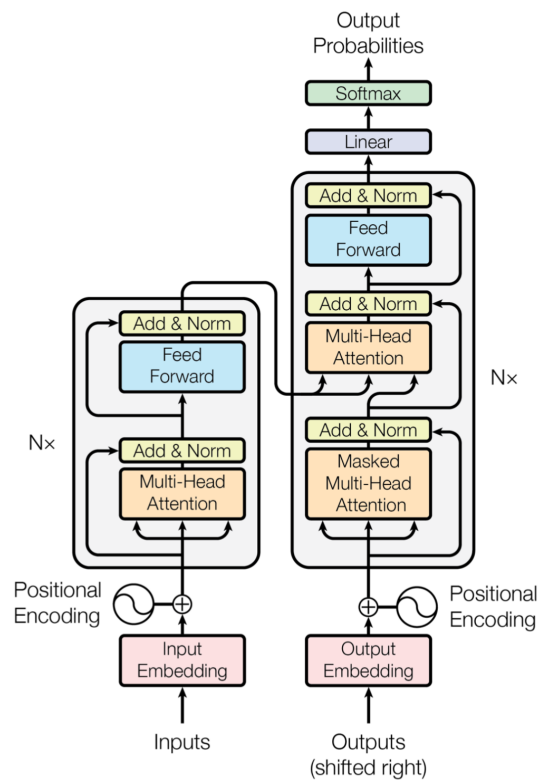 Output
Probabilities
Softmax
Linear
Add & Norm
Feed
Forward
Add & Norm
Multi-Head
Attention
Add & Norm
Masked
Multi-Head
Attention
N×
Add & Norm
Feed
Forward
Add & Norm
Multi-Head
Attention
N×
Positional
Encoding
Positional
Encoding
Input
Embedding
Output
Embedding
Inputs
Outputs
(shifted right)